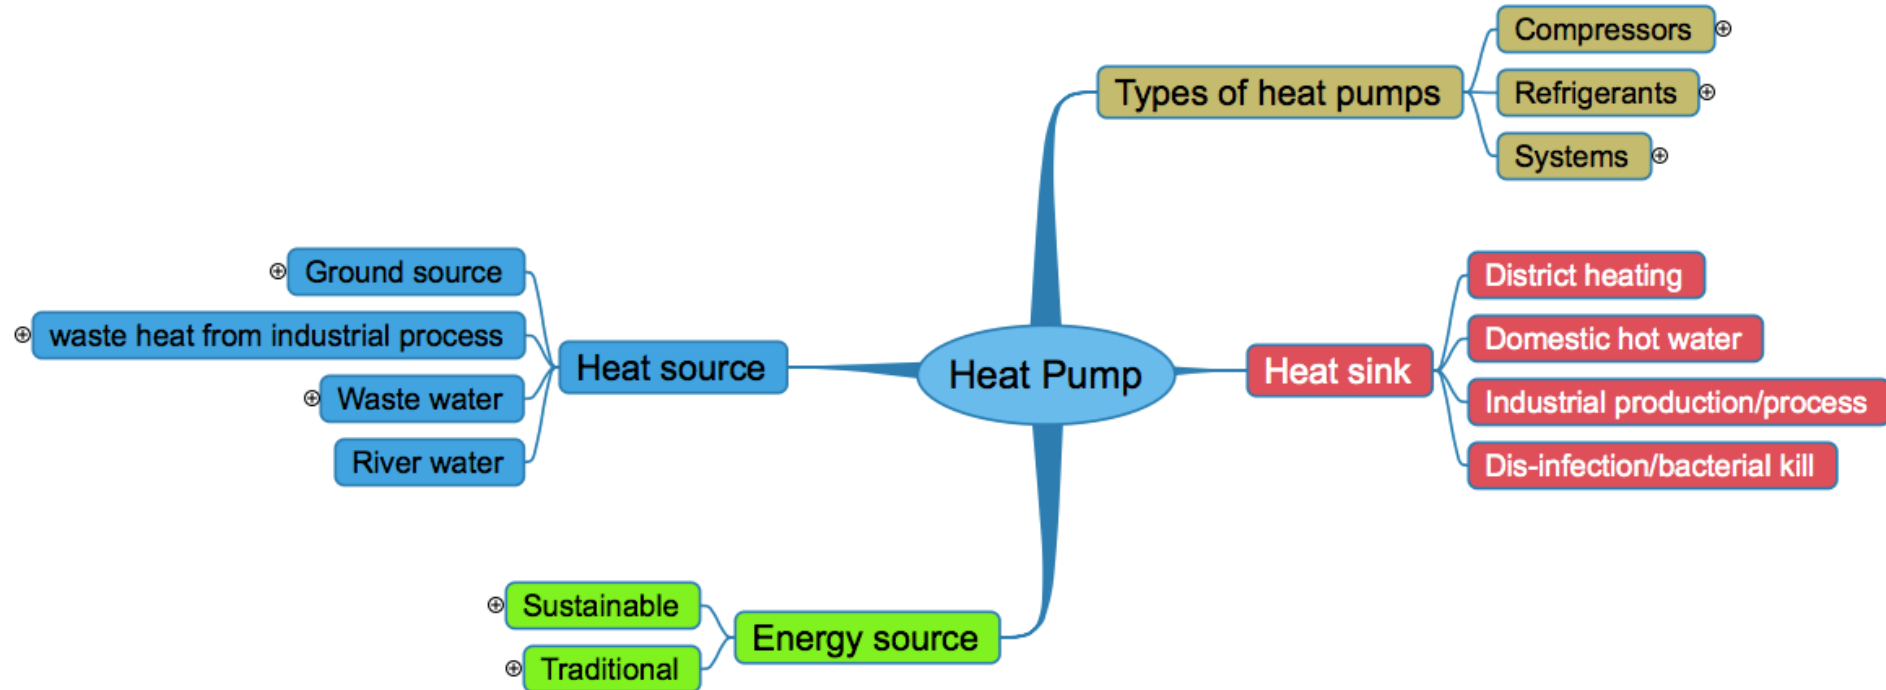 Compressors
Types of heat pumps
Refrigerants
Systems
Ground source
waste heat from industrial process
Heat source
Waste water
River water
Heat Pump
Heat sink
District heating
Domestic hot water
Industrial production/process
Dis-infection/bacterial kill
Sustainable
Energy source
Traditional